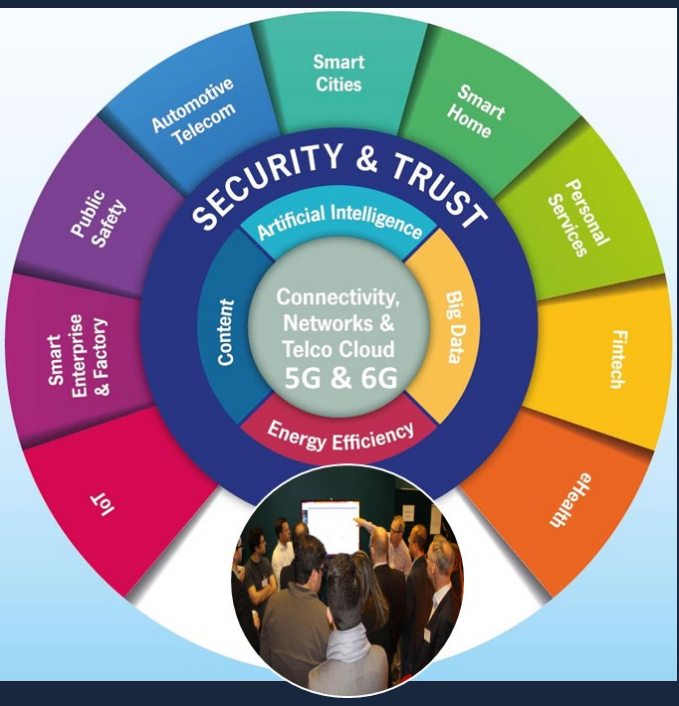 Smart
Cities
Smart
Home
Personal
Services
Fintech
eHealth
IoT
Smart
Enterprise
& Factory
Public
Safety
Automotive
Telecom
SECURITY & TRUST
Artificial Intelligence
Big Data
Energy Efficiency
Content
Connectivity,
Networks &
Telco Cloud
5G & 6G